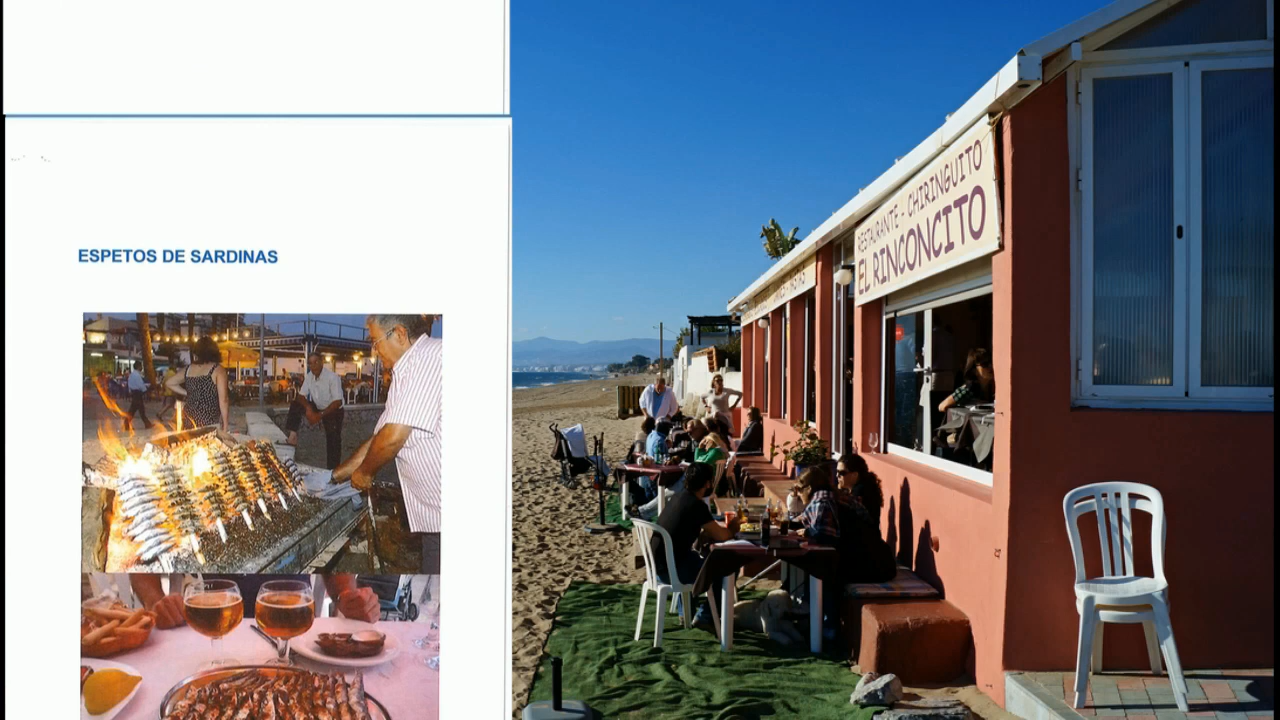 ESPETOS DE SARDINAS
RESTAURANTE - CHIRINGUITO
EL RINCONCITO